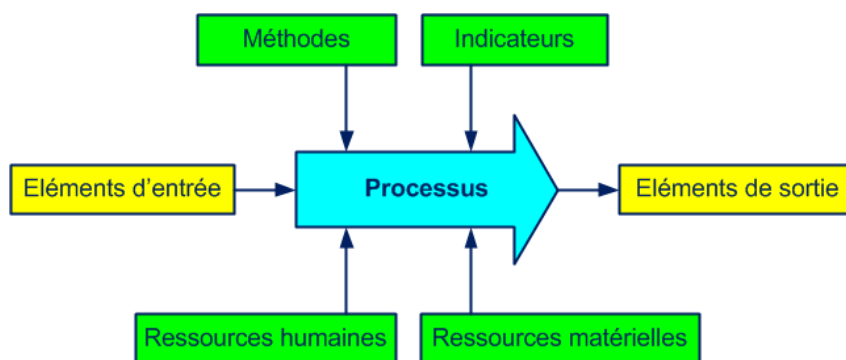 Méthodes
Indicateurs
Eléments d'entrée
Processus
Eléments de sortie
Ressources humaines
Ressources matérielles